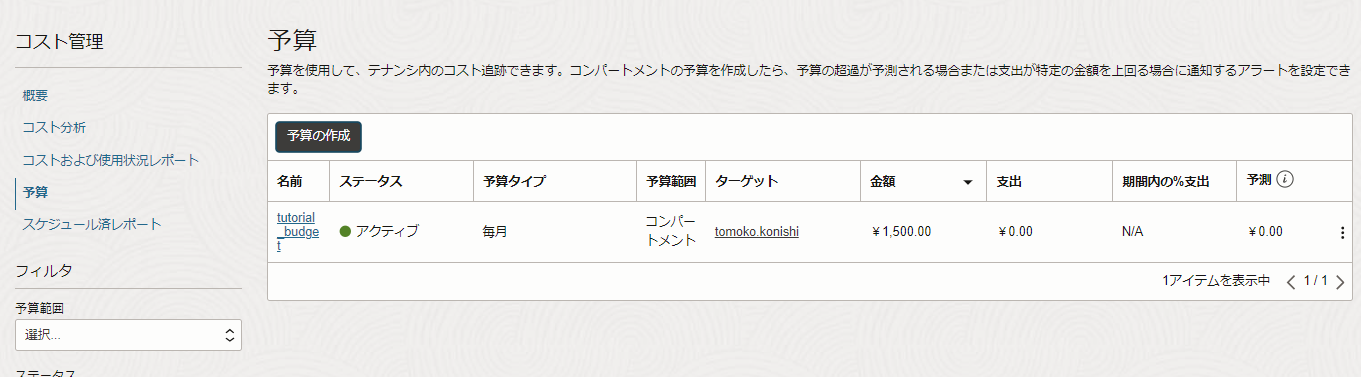 コスト管理
概要
コスト分析
コストおよび使用状況レポート
予算
スケジュール済レポート
フィルタ
予算範囲
選択...
ステータス
予算
予算を使用して、テナンシ内のコスト追跡できます。コンパートメントの予算を作成したら、予算の超過が予測される場合または支出が特定の金額を上回る場合に通知するアラートを設定でき
ます。
予算の作成
名前 ステータス 予算タイプ 予算範囲 ターゲット 金額 支出 期間内の%支出 予測 i
tutorial
_budge
t
アクティブ
毎月
コンパー
トメント
tomoko.konishi
¥1,500.00
¥0.00
N/A
¥0.00
1アイテムを表示中 1 / 1